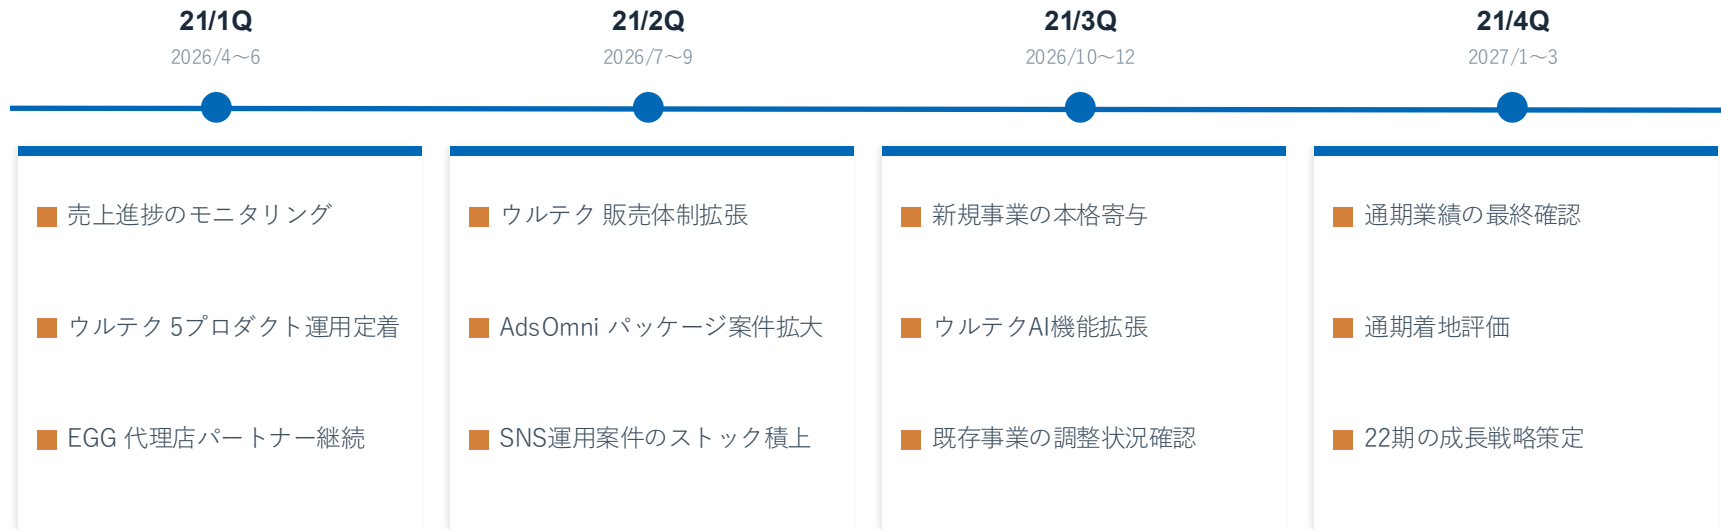 21/1Q
2026/4～6
21/2Q
2026/7～9
21/3Q
2026/10～12
21/4Q
2027/1～3
売上進捗のモニタリング
ウルテク 5プロダクト運用定着
EGG 代理店パートナー継続
ウルテク 販売体制拡張
AdsOmni パッケージ案件拡大
SNS運用案件のストック積上
新規事業の本格寄与
ウルテクAI機能拡張
既存事業の調整状況確認
通期業績の最終確認
通期着地評価
22期の成長戦略策定